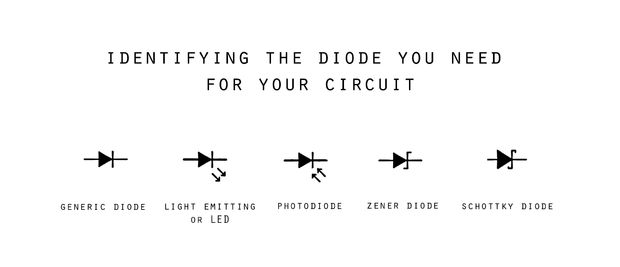 IDENTIFYING THE DIODE YOU NEED
FOR YOUR CIRCUIT
GENERIC DIODE
LIGHT EMITTING
OR LED
PHOTODIODE
ZENER DIODE
SCHOTTKY DIODE